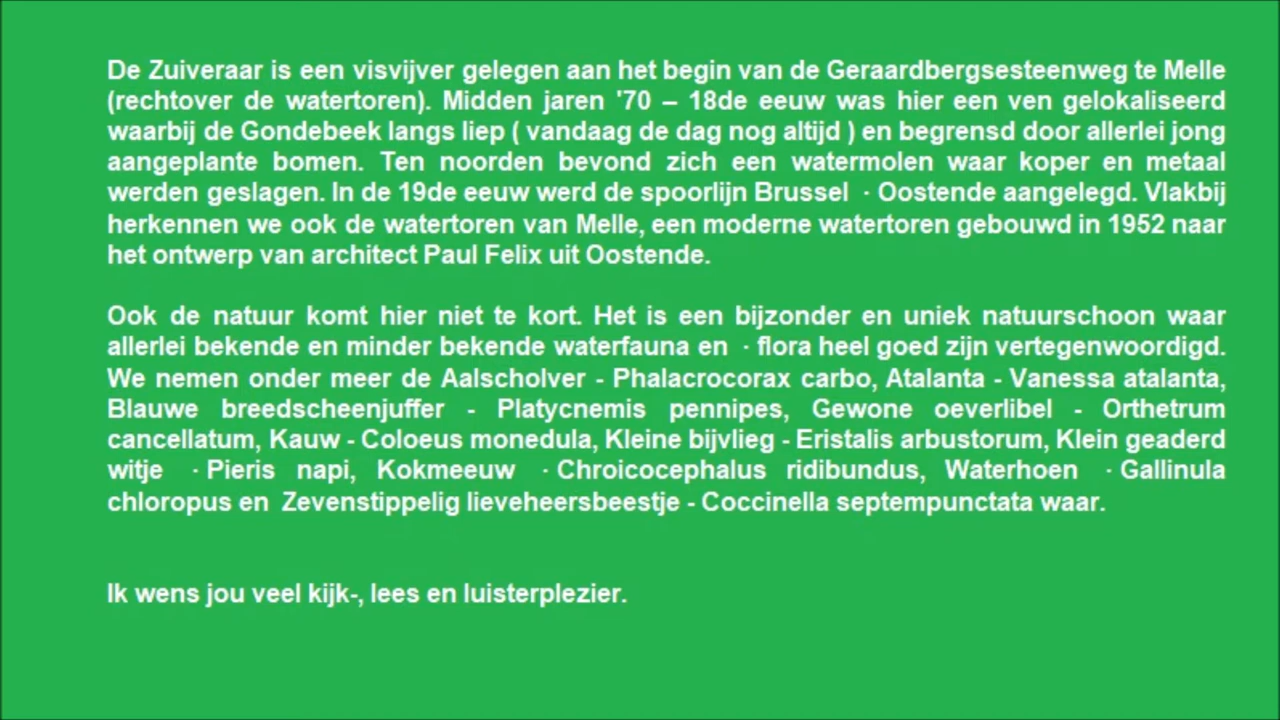 De Zuiveraar is een visvijver gelegen aan het begin van de Geraardbergsesteenweg te Melle
(rechtover de watertoren). Midden jaren '70 – 18de eeuw was hier een ven gelokaliseerd
waarbij de Gondebeek langs liep ( vandaag de dag nog altijd ) en begrensd door allerlei jong
aangeplante bomen. Ten noorden bevond zich een watermolen waar koper en metaal
werden geslagen. In de 19de eeuw werd de spoorlijn Brussel · Oostende aangelegd. Vlakbij
herkennen we ook de watertoren van Melle, een moderne watertoren gebouwd in 1952 naar
het ontwerp van architect Paul Felix uit Oostende.
Ook de natuur komt hier niet te kort. Het is een bijzonder en uniek natuurschoon waar
allerlei bekende en minder bekende waterfauna en · flora heel goed zijn vertegenwoordigd.
We nemen onder meer de Aalscholver - Phalacrocorax carbo, Atalanta - Vanessa atalanta,
Blauwe breedscheenjuffer - Platycnemis pennipes, Gewone oeverlibel - Orthetrum
cancellatum, Kauw - Coloeus monedula, Kleine bijvlieg - Eristalis arbustorum, Klein geaderd
witje · Pieris napi, Kokmeeuw · Chroicocephalus ridibundus, Waterhoen · Gallinula
chloropus en Zevenstippelig lieveheersbeestje - Coccinella septempunctata waar.
Ik wens jou veel kijk-, lees en luisterplezier.